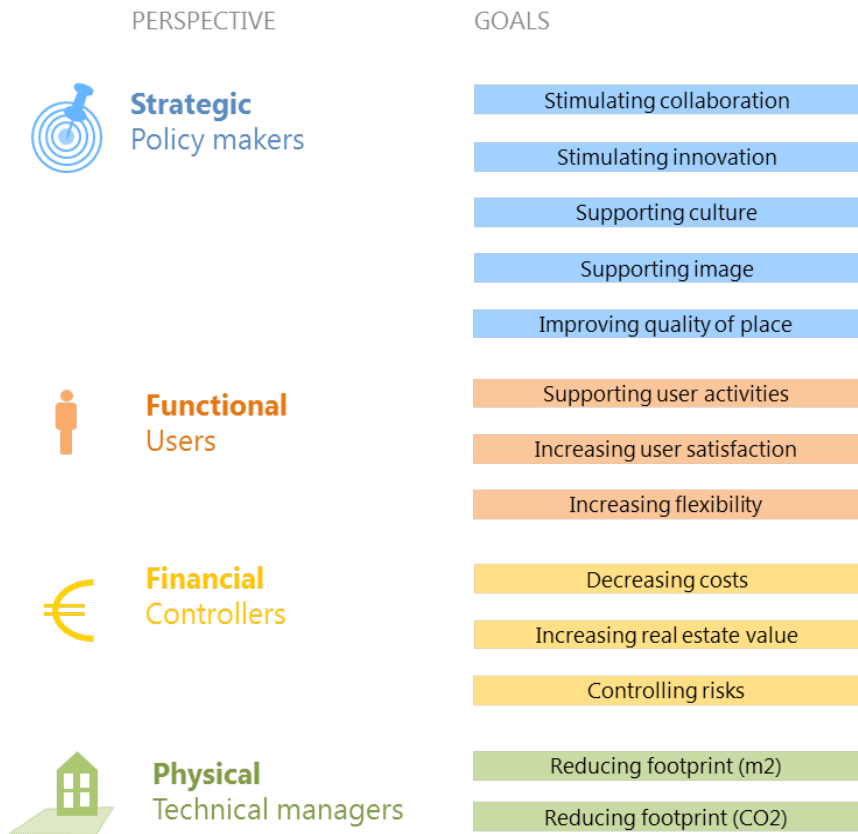 PERSPECTIVE GOALS
Strategic
Policy makers
Stimulating collaboration
Stimulating innovation
Supporting culture
Supporting image
Improving quality of place
Functional
Users
Supporting user activities
Increasing user satisfaction
Increasing flexibility
Financial
Controllers
Decreasing costs
Increasing real estate value
Controlling risks
Physical
Technical managers
Reducing footprint (m2)
Reducing footprint (CO2)